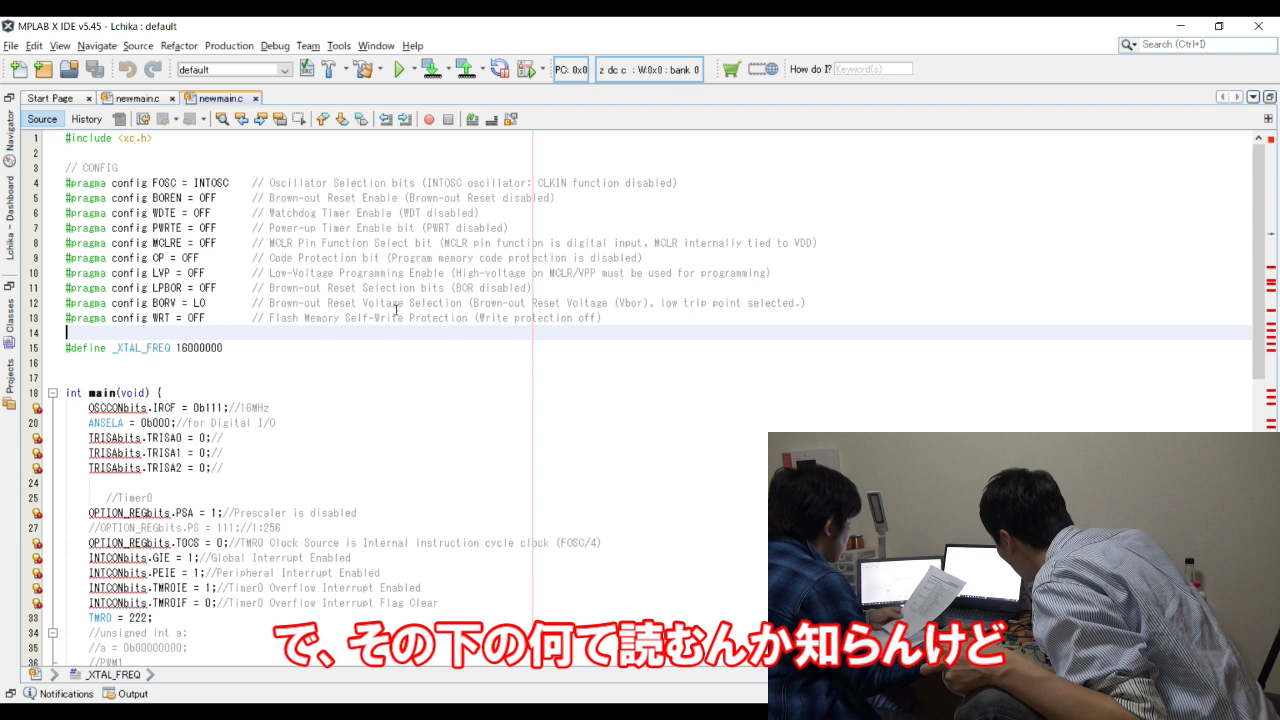 MPLAB X IDE v5.45 - Lchika : default
File Edit View Navigate Source Refactor Production Debug Team Tools Window Help
Search (Ctrl+I)
default
PC: 0x0
z dc c : W:0x0 : bank 0
How do I?
Keyword(s)
Start Page
newmain.c
newmain.c
Source
History
Navigator
Lchika - Dashboard
Classes
Projects
1 #include <xc.h>
2
3 // CONFIG
4 #pragma config FOSC = INTOSC // Oscillator Selection bits (INTOSC oscillator: CLKIN function disabled)
5 #pragma config BOREN = OFF // Brown-out Reset Enable (Brown-out Reset disabled)
6 #pragma config WDTE = OFF // Watchdog Timer Enable (WDT disabled)
7 #pragma config PWRTE = OFF // Power-up Timer Enable bit (PWRT disabled)
8 #pragma config MCLRE = OFF // MCLR Pin Function Select bit (MCLR pin function is digital input, MCLR internally tied to VDD)
9 #pragma config CP = OFF // Code Protection bit (Program memory code protection is disabled)
10 #pragma config LVP = OFF // Low-Voltage Programming Enable (High-voltage on MCLR/VPP must be used for programming)
11 #pragma config LPBOR = OFF // Brown-out Reset Selection bits (BOR disabled)
12 #pragma config BORV = LO // Brown-out Reset Voltage Selection (Brown-out Reset Voltage (Vbor), low trip point selected.)
13 #pragma config WRT = OFF // Flash Memory Self-Write Protection (Write protection off)
14
15 #define _XTAL_FREQ 16000000
16
17
18 int main(void) {
OSCCONbits.IRCF = 0b111;//16MHz
20 ANSELA = 0b000;//for Digital I/O
TRISAbits.TRISA0 = 0;//
TRISAbits.TRISA1 = 0;//
TRISAbits.TRISA2 = 0;//
24
25 //Timer0
OPTION_REGbits.PSA = 1;//Prescaler is disabled
27 //OPTION_REGbits.PS = 111;//1:256
OPTION_REGbits.TOCS = 0;//TMR0 Clock Source is Internal instruction cycle clock (FOSC/4)
INTCONbits.GIE = 1;//Global Interrupt Enabled
INTCONbits.PEIE = 1;//Peripheral Interrupt Enabled
INTCONbits.TMR0IE = 1;//Timer0 Overflow Interrupt Enabled
INTCONbits.TMR0IF = 0;//Timer0 Overflow Interrupt Flag Clear
33 TMR0 = 222;
34 //unsigned int a;
35 //a = 0b00000000;
36 //PWM1
で、その下の何て読むんか知らんけど
_XTAL_FREQ
Notifications
Output